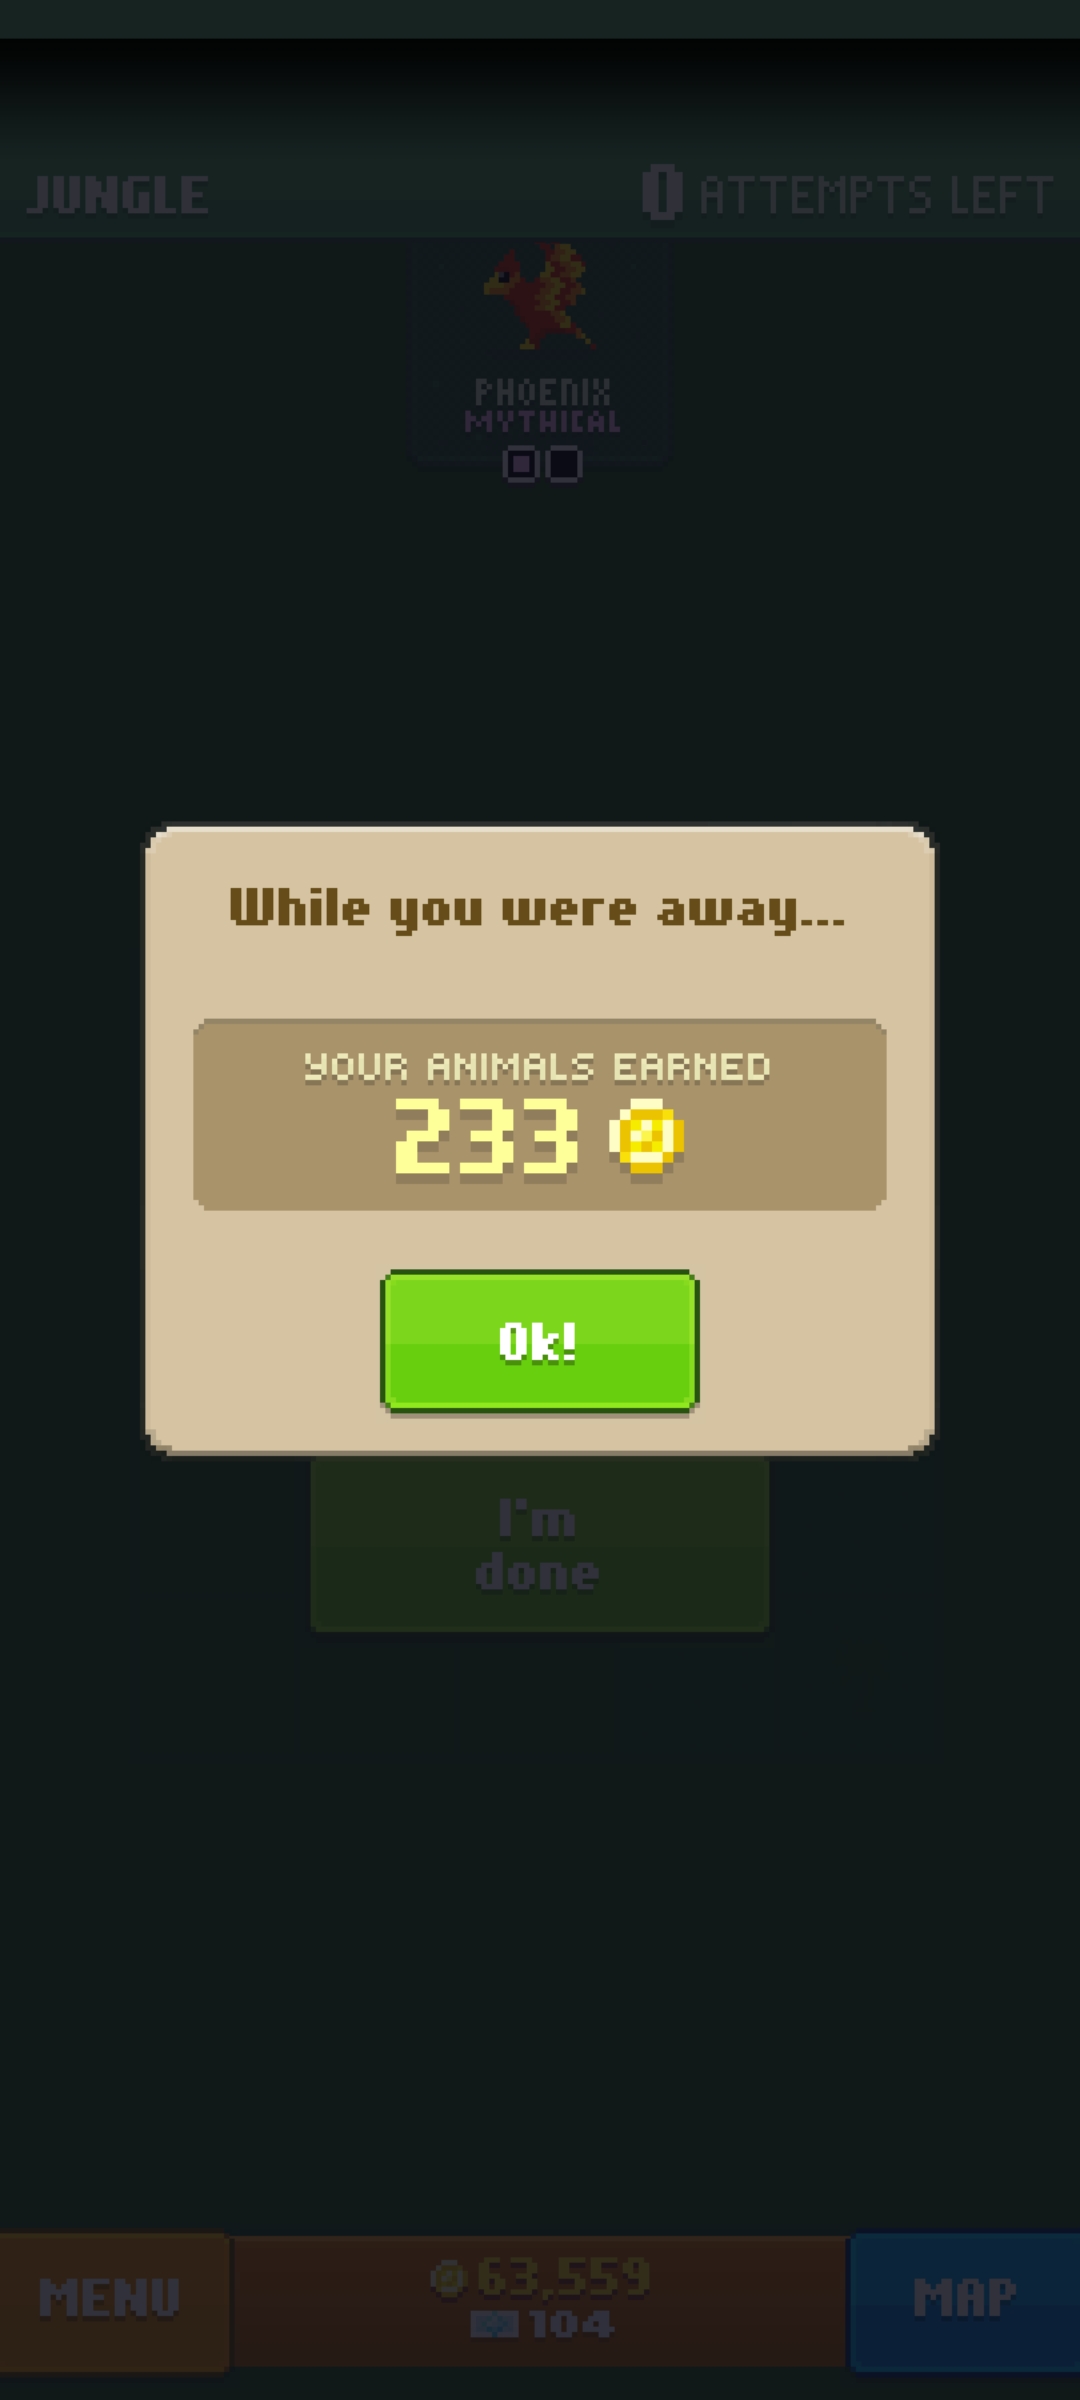 JUNGLE
0 ATTEMPTS LEFT
PHOENIX
MYTHICAL
While you were away...
YOUR ANIMALS EARNED
233
Ok!
I'm
done
MENU
63,559
104
MAP